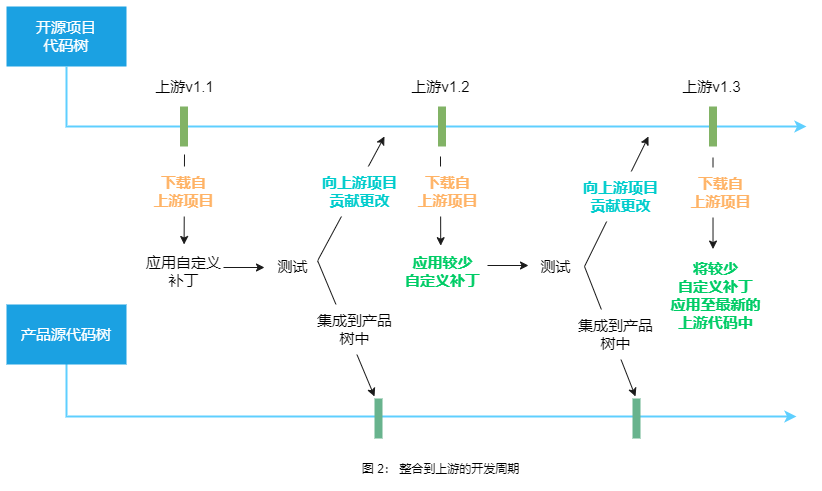 开源项目
代码树
上游v1.1
上游v1.2
上游v1.3
下载自
上游项目
向上游项目
贡献更改
下载自
上游项目
向上游项目
贡献更改
下载自
上游项目
应用自定义
补丁
测试
应用较少
自定义补丁
测试
将较少
自定义补丁
应用至最新的
上游代码中
产品源代码树
集成到产品
树中
集成到产品
树中
图 2： 整合到上游的开发周期